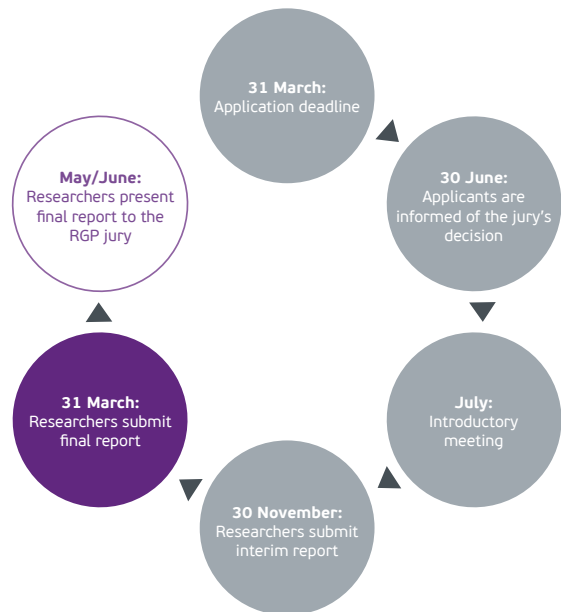 31 March:
Application deadline
30 June:
Applicants are
informed of the jury's
decision
July:
Introductory
meeting
30 November:
Researchers submit
interim report
31 March:
Researchers submit
final report
May/June:
Researchers present
final report to the
RGP jury